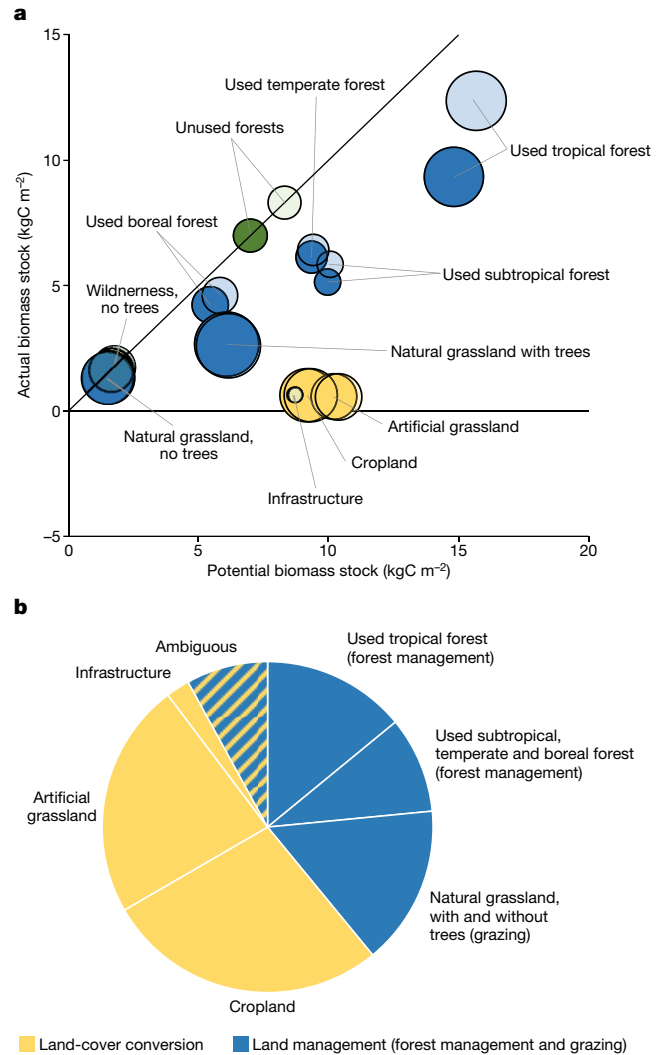 a
15
10
5
0
−5
Actual biomass stock (kgC m−2)
0
5
10
15
20
Potential biomass stock (kgC m−2)
Used temperate forest
Unused forests
Used tropical forest
Used boreal forest
Used subtropical forest
Wildnerness,
no trees
Natural grassland with trees
Natural grassland,
no trees
Artificial grassland
Cropland
Infrastructure
b
Ambiguous
Used tropical forest
(forest management)
Infrastructure
Used subtropical,
temperate and boreal forest
(forest management)
Artificial
grassland
Natural grassland,
with and without
trees (grazing)
Cropland
Land-cover conversion
Land management (forest management and grazing)